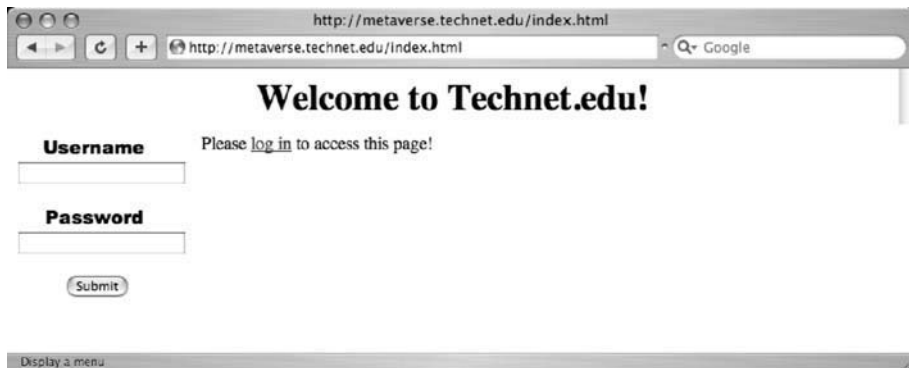 http://metaverse.technet.edu/index.html
http://metaverse.technet.edu/index.html
Google
Welcome to Technet.edu!
Username
Please log in to access this page!
Password
Submit
Display a menu